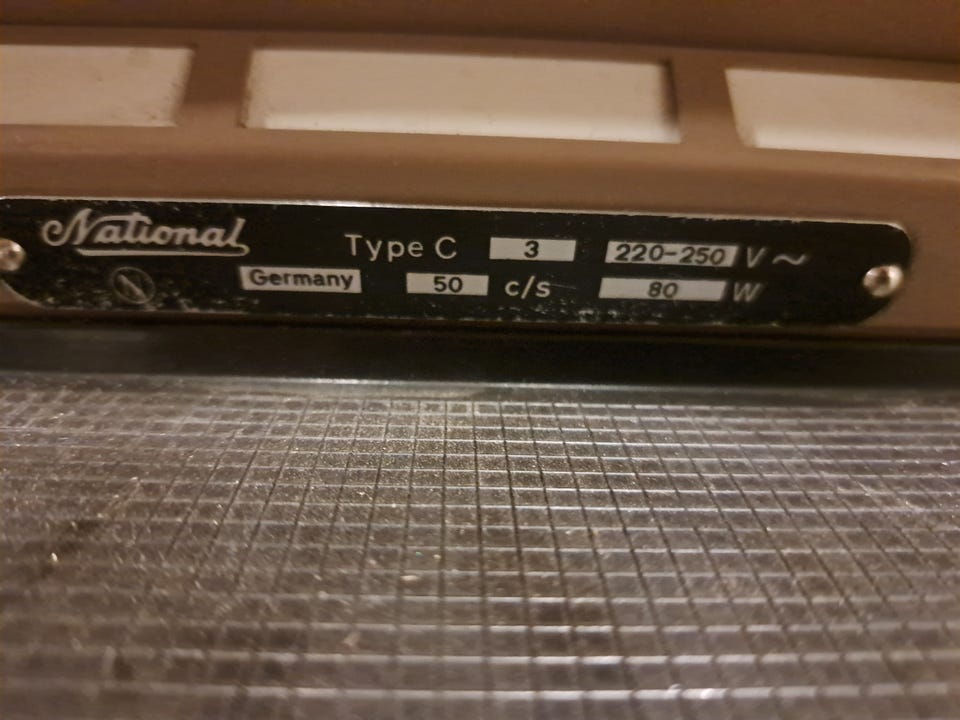 National Type C 3 220-250 V ~
Germany 50 c/s 80 W